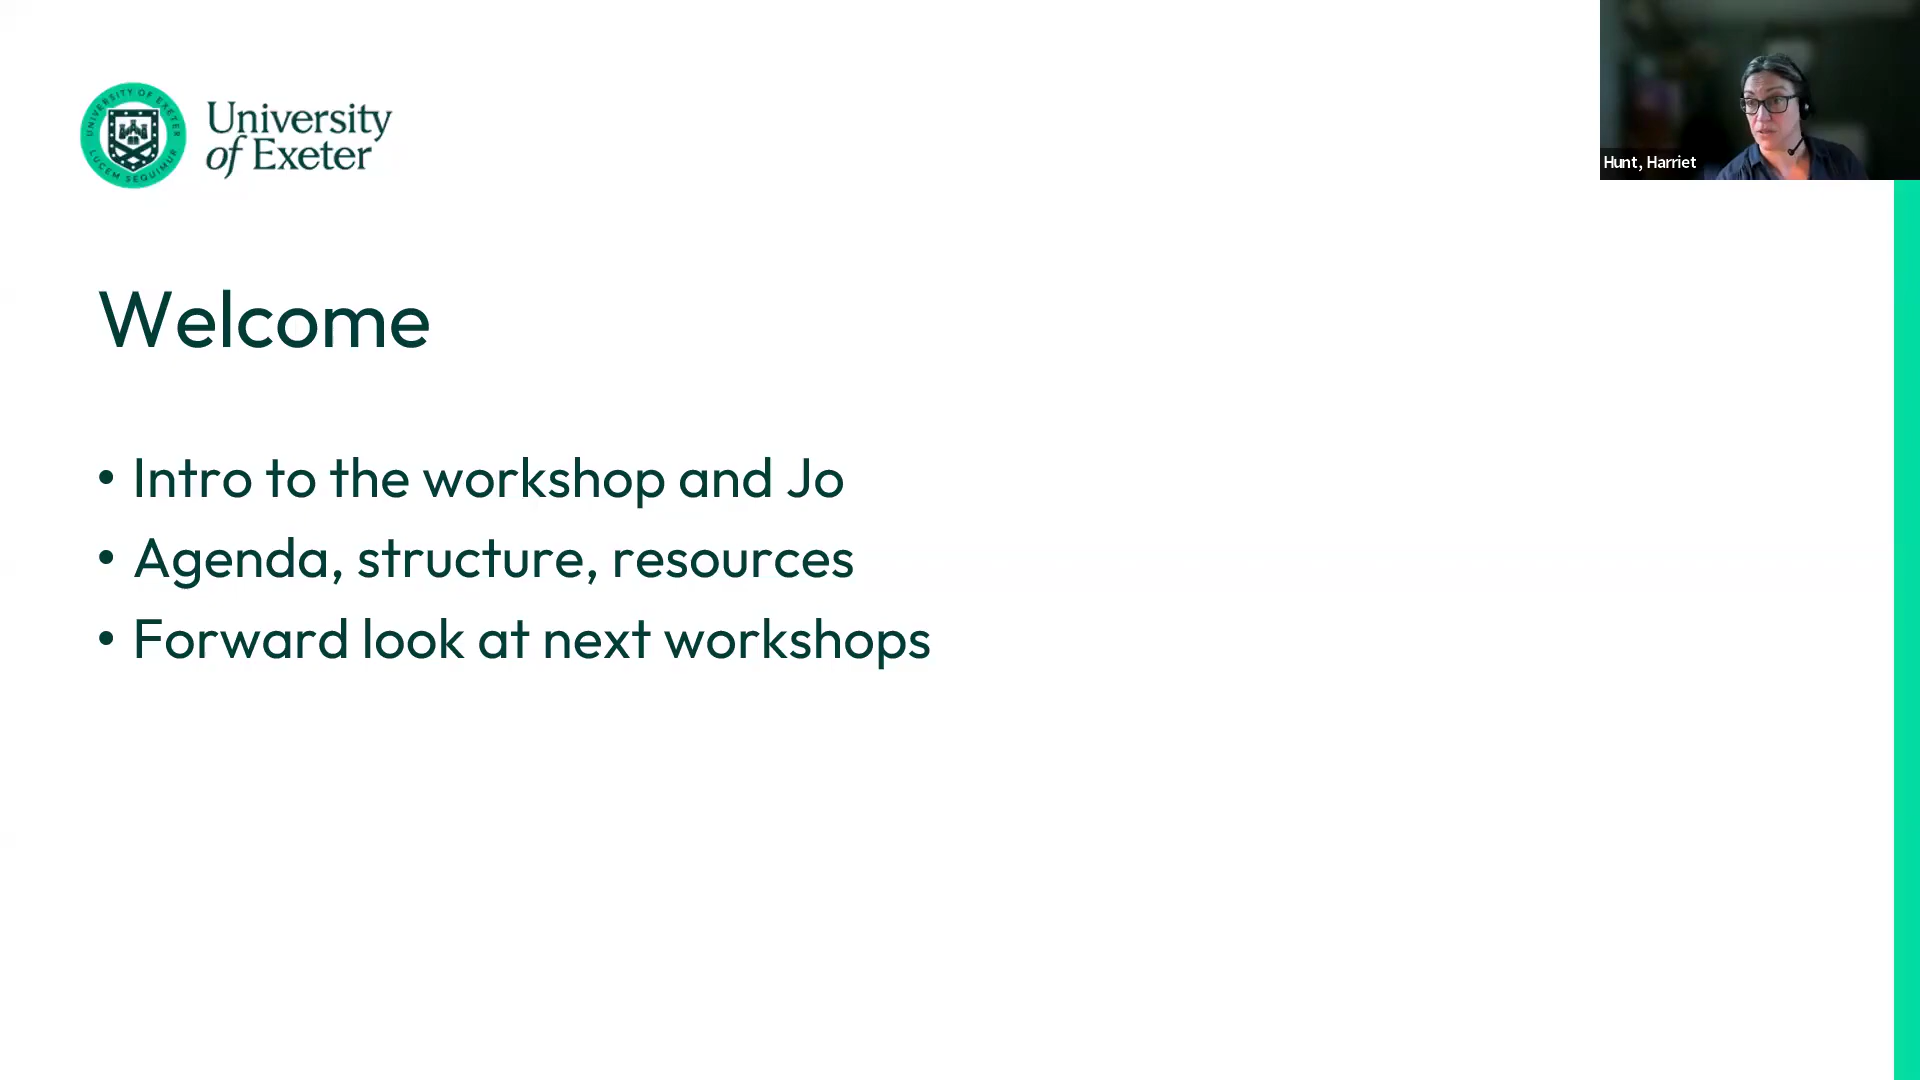 UNIVERSITY OF EXETER
LUCEM SEQUIMUR
University
of Exeter
Hunt, Harriet
Welcome
• Intro to the workshop and Jo
• Agenda, structure, resources
• Forward look at next workshops